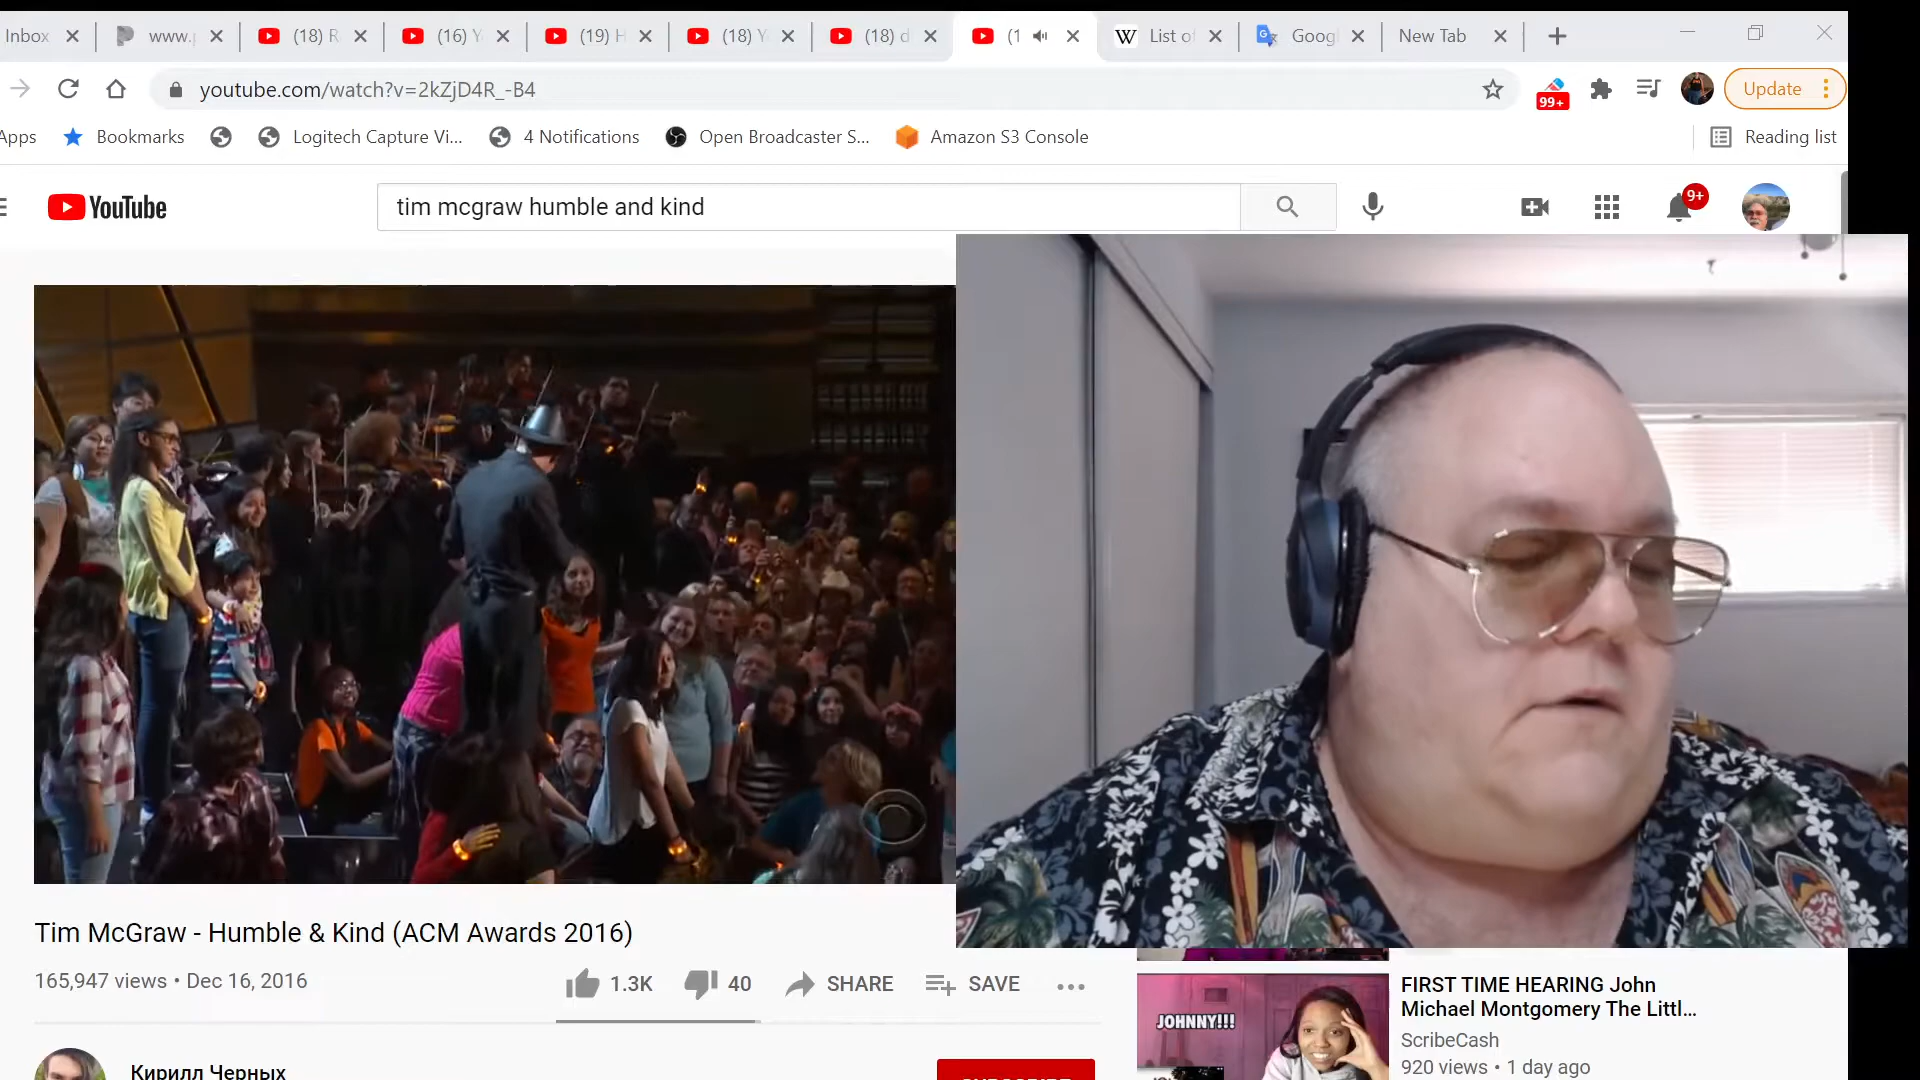 Inbox
www.p
(18) R
(16) Y
(19) H
(18) Y
(18) d
(1
List of
Googl
New Tab
youtube.com/watch?v=2kZjD4R_-B4
99+
Update
Apps
Bookmarks
Logitech Capture Vi...
4 Notifications
Open Broadcaster S...
Amazon S3 Console
Reading list
YouTube
tim mcgraw humble and kind
9+
Tim McGraw - Humble & Kind (ACM Awards 2016)
165,947 views • Dec 16, 2016
1.3K
40
SHARE
SAVE
Кирилл Черных
JOHNNY!!!
FIRST TIME HEARING John
Michael Montgomery The Littl...
ScribeCash
920 views • 1 day ago